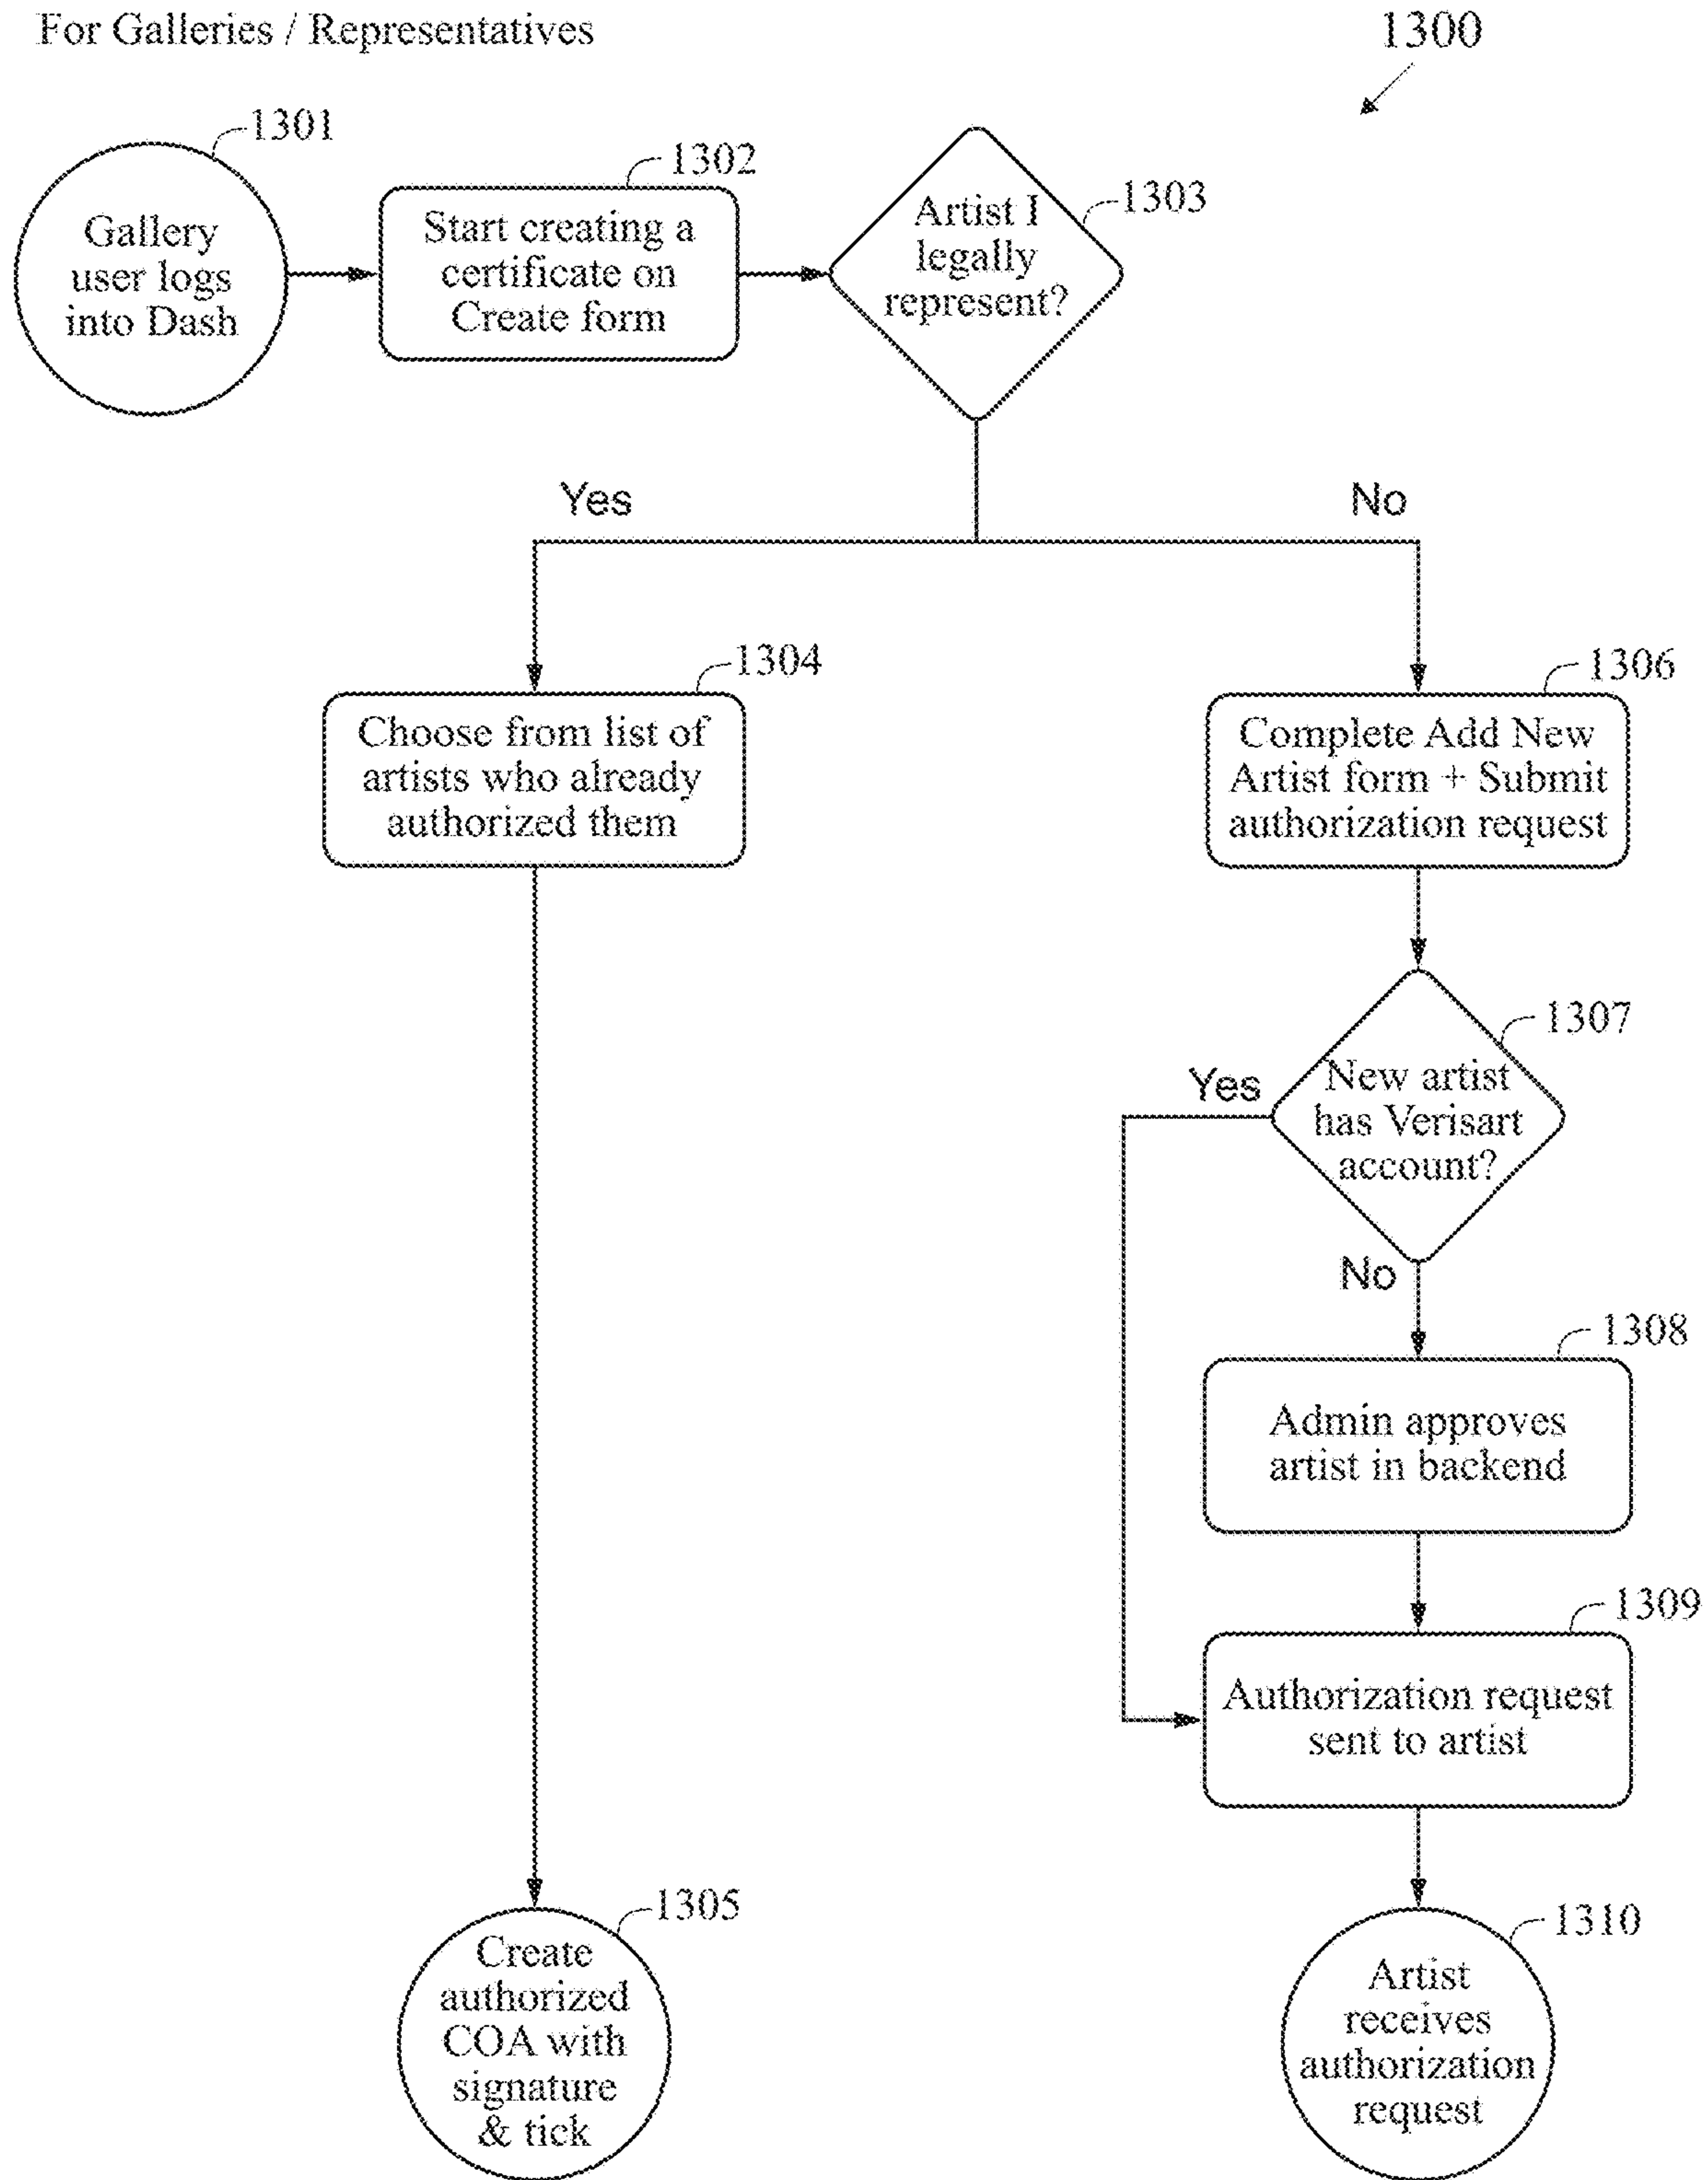 For Galleries / Representatives
1300
1301
Gallery
user logs
into Dash
1302
Start creating a
certificate on
Create form
1303
Artist I
legally
represent?
Yes
No
1304
Choose from list of
artists who already
authorized them
1306
Complete Add New
Artist form + Submit
authorization request
1307
New artist
has Verisart
account?
Yes
No
1308
Admin approves
artist in backend
1309
Authorization request
sent to artist
1305
Create
authorized
COA with
signature
& tick
1310
Artist
receives
authorization
request